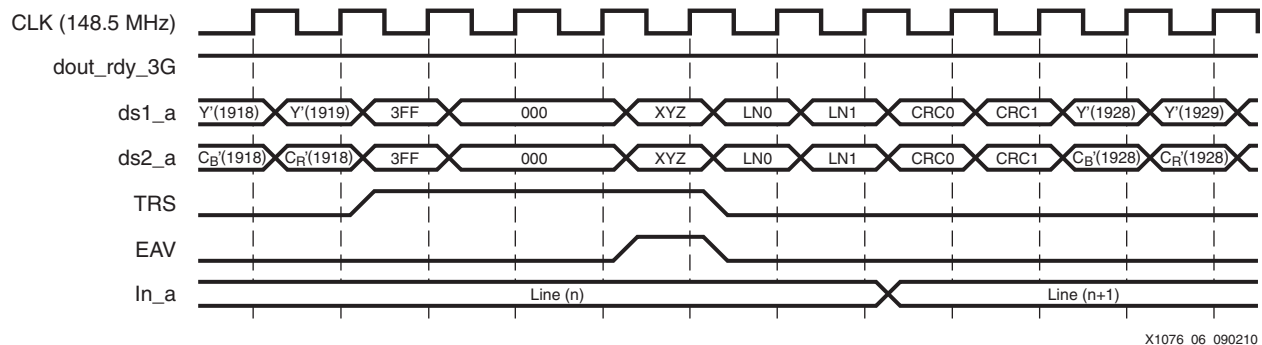 CLK (148.5 MHz)
dout_rdy_3G
ds1_a Y'(1918) Y'(1919) 3FF 000 XYZ LN0 LN1 CRC0 CRC1 Y'(1928) Y'(1929)
ds2_a CB'(1918) CR'(1918) 3FF 000 XYZ LN0 LN1 CRC0 CRC1 CB'(1928) CR'(1928)
TRS
EAV
ln_a Line (n) Line (n+1)
X1076_06_090210